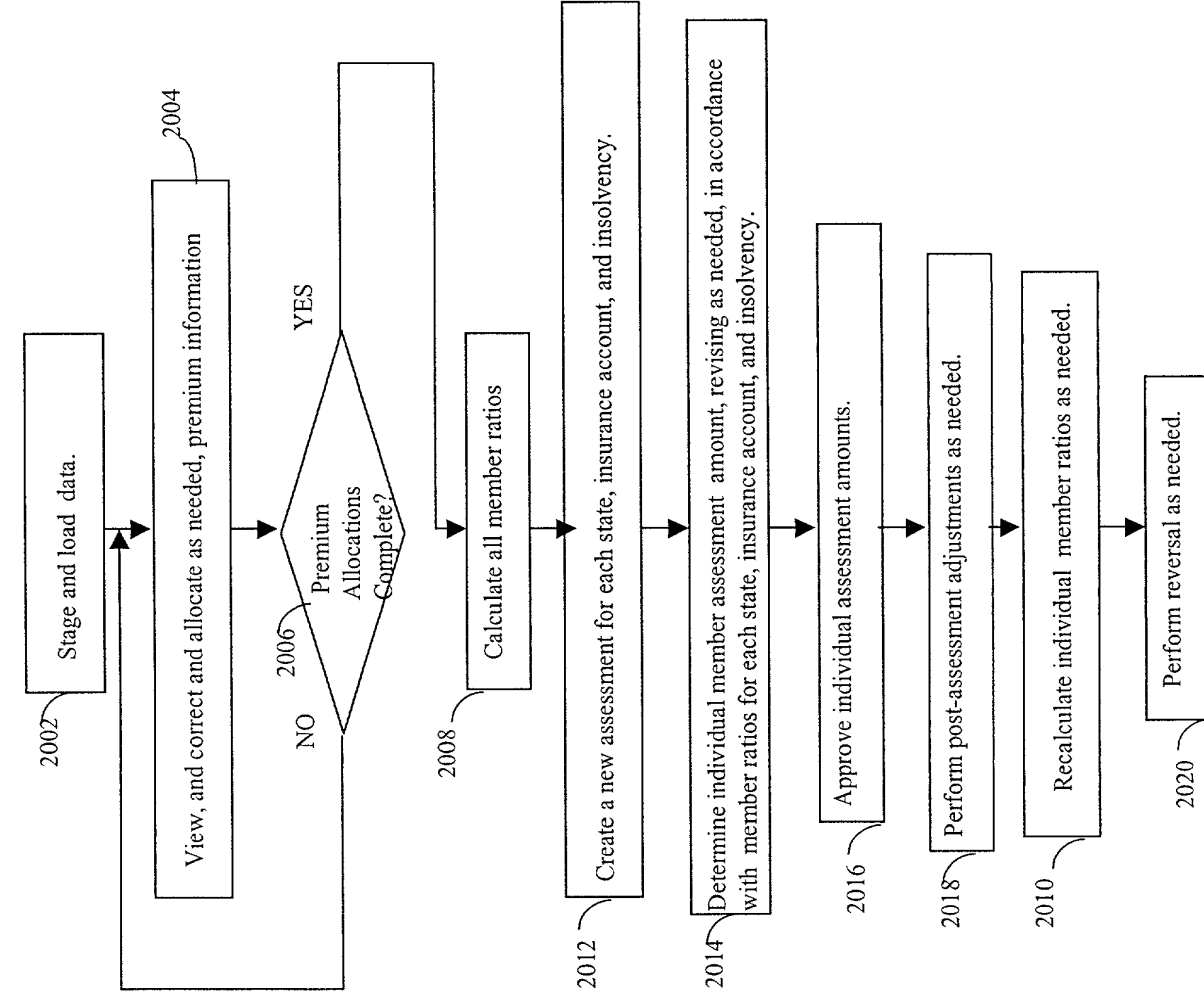 2002
Stage and load data.
2004
View, and correct and allocate as needed, premium information
2006
Premium
Allocations
Complete?
NO
YES
2008
Calculate all member ratios
2012
Create a new assessment for each state, insurance account, and insolvency.
2014
Determine individual member assessment amount, revising as needed, in accordance
with member ratios for each state, insurance account, and insolvency.
2016
Approve individual assessment amounts.
2018
Perform post-assessment adjustments as needed.
2010
Recalculate individual member ratios as needed.
2020
Perform reversal as needed.